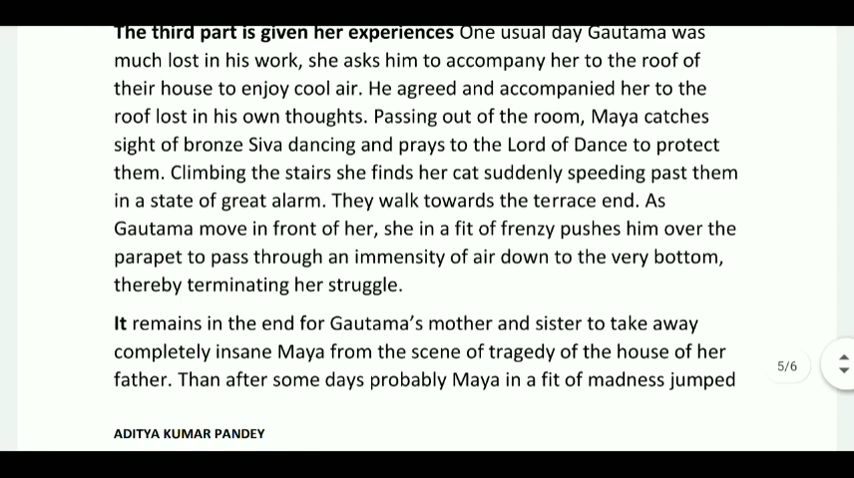 The third part is given her experiences One usual day Gautama was
much lost in his work, she asks him to accompany her to the roof of
their house to enjoy cool air. He agreed and accompanied her to the
roof lost in his own thoughts. Passing out of the room, Maya catches
sight of bronze Siva dancing and prays to the Lord of Dance to protect
them. Climbing the stairs she finds her cat suddenly speeding past them
in a state of great alarm. They walk towards the terrace end. As
Gautama move in front of her, she in a fit of frenzy pushes him over the
parapet to pass through an immensity of air down to the very bottom,
thereby terminating her struggle.
It remains in the end for Gautama’s mother and sister to take away
completely insane Maya from the scene of tragedy of the house of her
father. Than after some days probably Maya in a fit of madness jumped
5/6
ADITYA KUMAR PANDEY